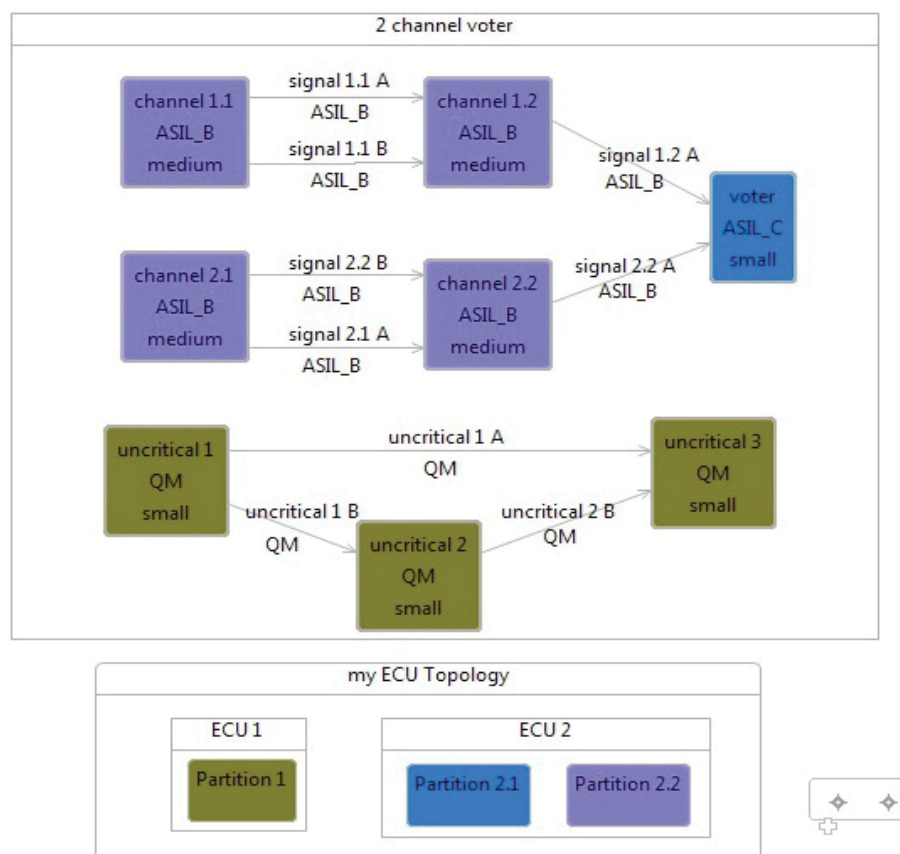 2 channel voter
channel 1.1
ASIL_B
medium
signal 1.1 A
ASIL_B
signal 1.1 B
ASIL_B
channel 1.2
ASIL_B
medium
signal 1.2 A
ASIL_B
voter
ASIL_C
small
channel 2.1
ASIL_B
medium
signal 2.2 B
ASIL_B
signal 2.1 A
ASIL_B
channel 2.2
ASIL_B
medium
signal 2.2 A
ASIL_B
uncritical 1
QM
small
uncritical 1 A
QM
uncritical 1 B
QM
uncritical 2
QM
small
uncritical 2 B
QM
uncritical 3
QM
small
my ECU Topology
ECU 1
Partition 1
ECU 2
Partition 2.1
Partition 2.2